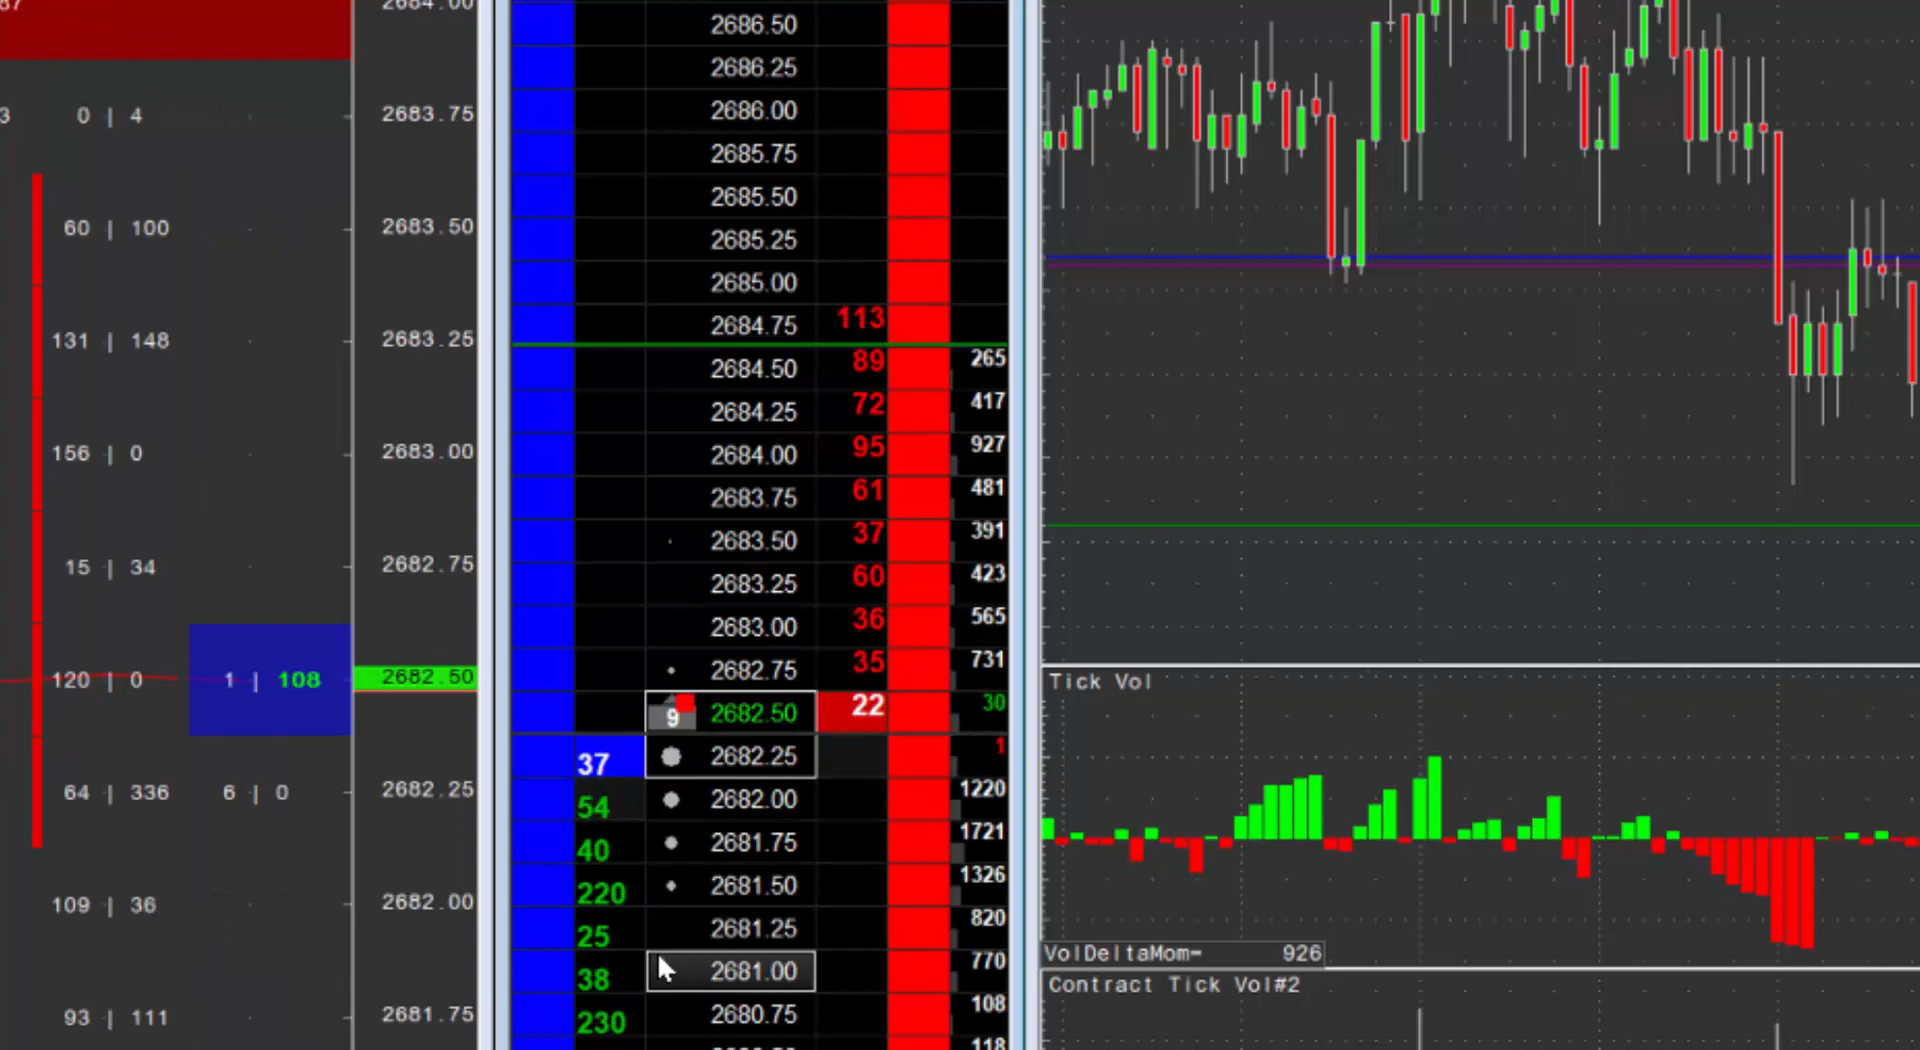 87
2684.00
3 0 | 4 2683.75
60 | 100 2683.50
131 | 148 2683.25
156 | 0 2683.00
15 | 34 2682.75
120 | 0 1 | 108 2682.50
64 | 336 6 | 0 2682.25
109 | 36 2682.00
93 | 111 2681.75
2686.50
2686.25
2686.00
2685.75
2685.50
2685.25
2685.00
2684.75 113
2684.50 89 265
2684.25 72 417
2684.00 95 927
2683.75 61 481
2683.50 37 391
2683.25 60 423
2683.00 36 565
2682.75 35 731
9 2682.50 22 30
37 2682.25 1
54 2682.00 1220
40 2681.75 1721
220 2681.50 1326
25 2681.25 820
38 2681.00 770
230 2680.75 108
118
Tick Vol
VolDeltaMom= 926
Contract Tick Vol#2